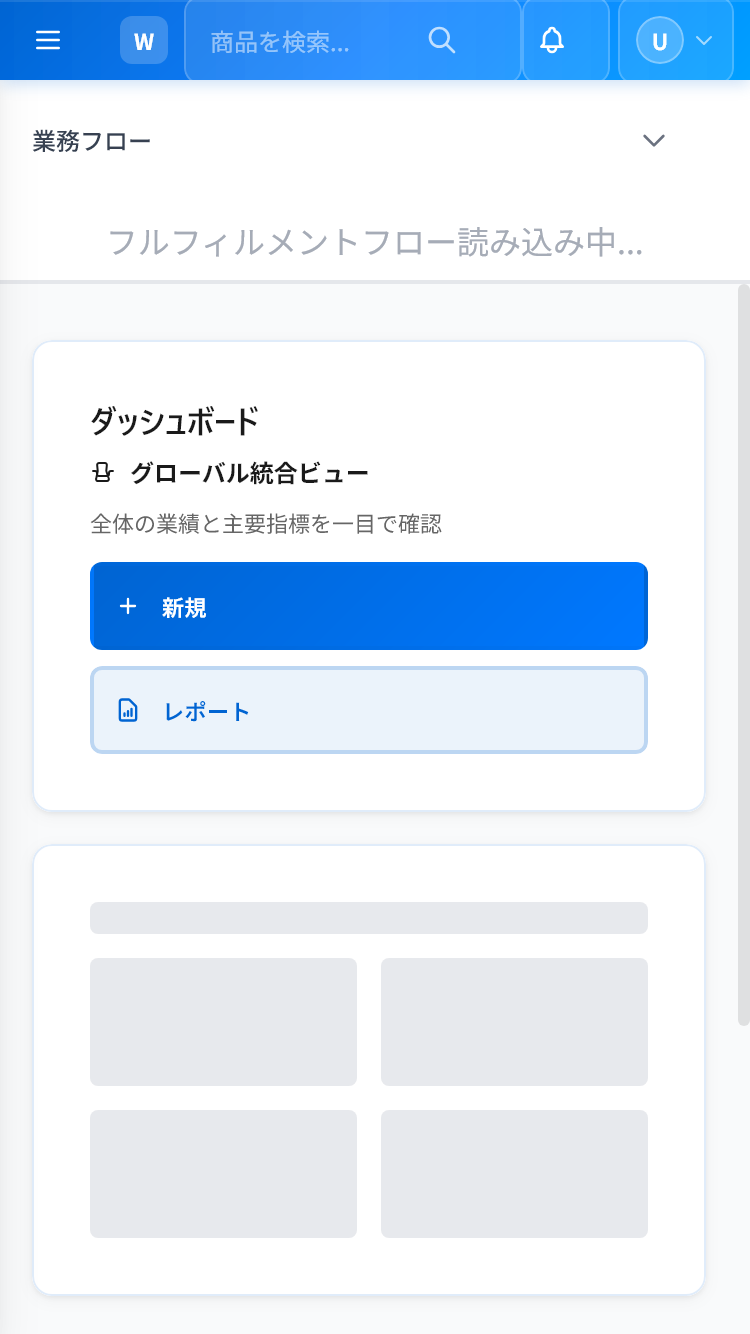 W
商品を検索...
U
業務フロー
フルフィルメントフロー読み込み中...
ダッシュボード
グローバル統合ビュー
全体の業績と主要指標を一目で確認
新規
レポート